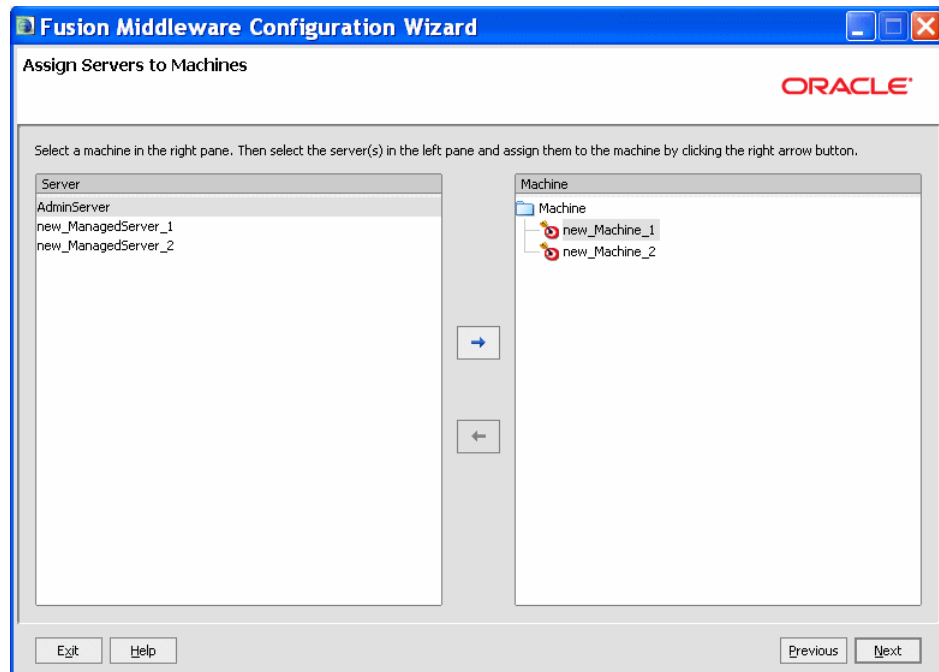 Fusion Middleware Configuration Wizard
Assign Servers to Machines
ORACLE
Select a machine in the right pane. Then select the server(s) in the left pane and assign them to the machine by clicking the right arrow button.
Server
AdminServer
new_ManagedServer_1
new_ManagedServer_2
Machine
Machine
new_Machine_1
new_Machine_2
Exit
Help
Previous
Next